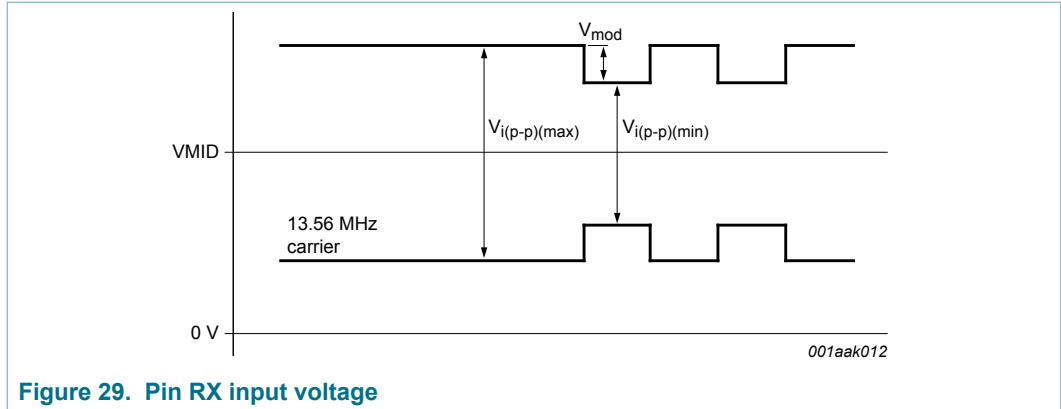 Vmod
Vi(p-p)(max)
Vi(p-p)(min)
VMID
13.56 MHz
carrier
0 V
001aak012
Figure 29. Pin RX input voltage